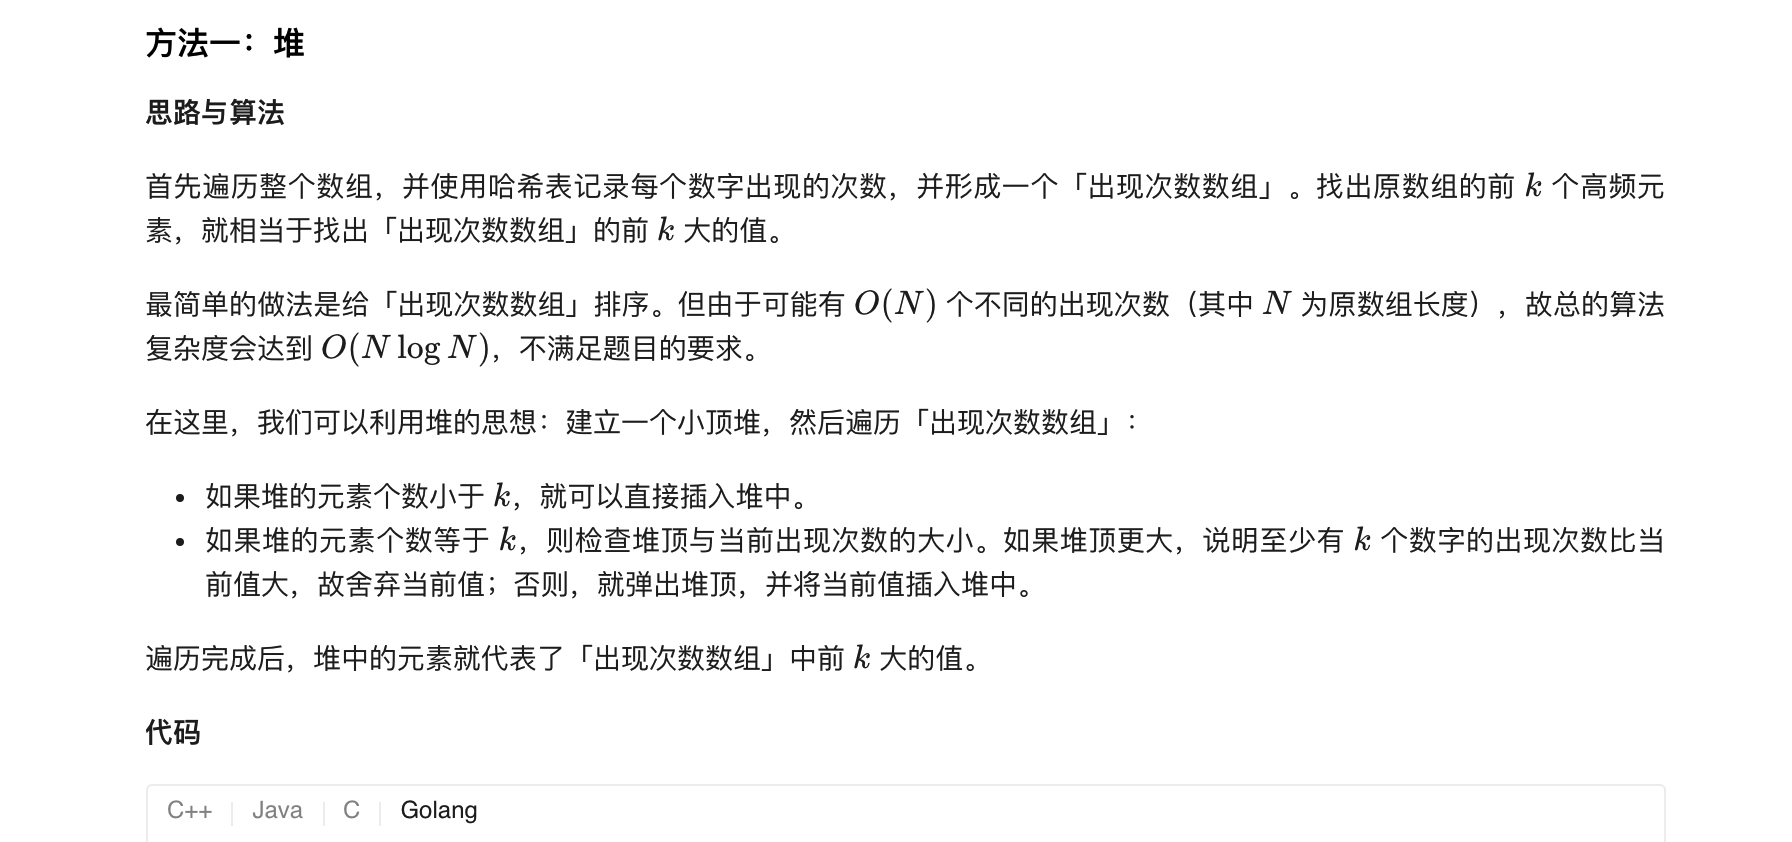 方法一：堆
思路与算法
首先遍历整个数组，并使用哈希表记录每个数字出现的次数，并形成一个「出现次数数组」。找出原数组的前 k 个高频元
素，就相当于找出「出现次数数组」的前 k 大的值。
最简单的做法是给「出现次数数组」排序。但由于可能有 O(N) 个不同的出现次数（其中 N 为原数组长度），故总的算法
复杂度会达到 O(N log N)，不满足题目的要求。
在这里，我们可以利用堆的思想：建立一个小顶堆，然后遍历「出现次数数组」：
• 如果堆的元素个数小于 k，就可以直接插入堆中。
• 如果堆的元素个数等于 k，则检查堆顶与当前出现次数的大小。如果堆顶更大，说明至少有 k 个数字的出现次数比当
前值大，故舍弃当前值；否则，就弹出堆顶，并将当前值插入堆中。
遍历完成后，堆中的元素就代表了「出现次数数组」中前 k 大的值。
代码
C++ | Java | C | Golang